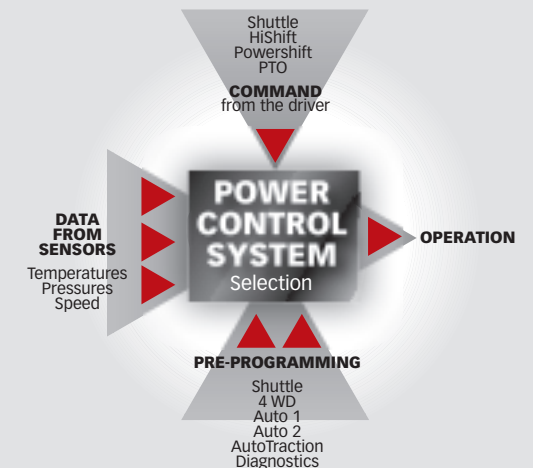 Shuttle
HiShift
Powershift
PTO
COMMAND
from the driver
DATA
FROM
SENSORS
Temperatures
Pressures
Speed
POWER
CONTROL
SYSTEM
Selection
OPERATION
PRE-PROGRAMMING
Shuttle
4 WD
Auto 1
Auto 2
AutoTraction
Diagnostics